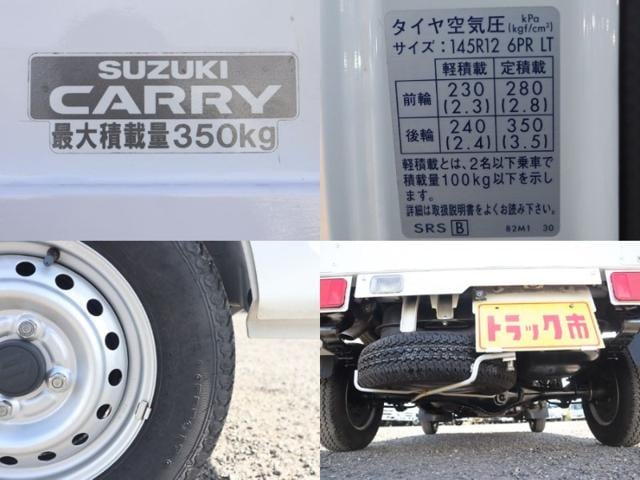 SUZUKI
CARRY
最大積載量350kg
タイヤ空気圧 kPa (kgf/cm²)
サイズ:145R12 6PR LT
軽積載 定積載
前輪 230 (2.3) 280 (2.8)
後輪 240 (2.4) 350 (3.5)
軽積載とは、2名以下乗車で
積載量100kg以下を示し
ます。
詳細は取扱説明書をよくお読み下さい。
SRS B 82M1 30
トラック市